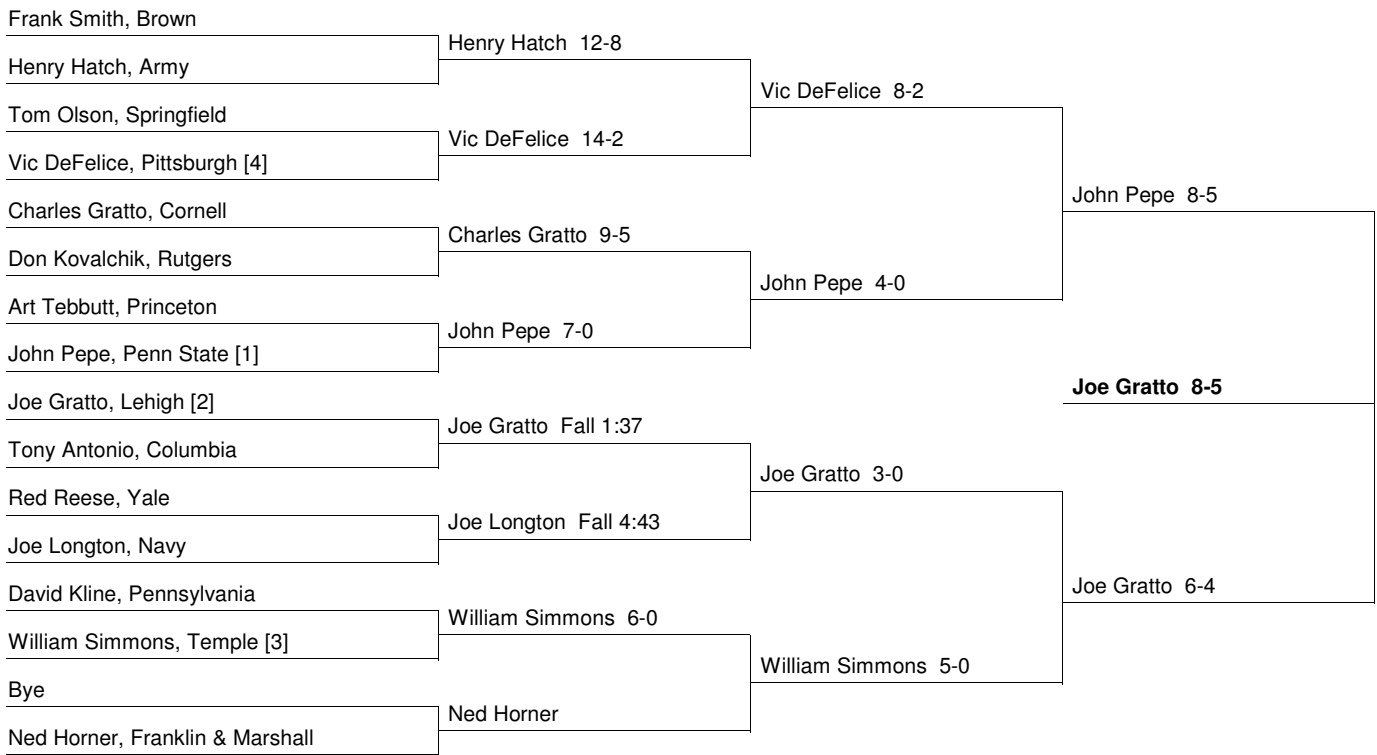 Frank Smith, Brown
Henry Hatch, Army
Tom Olson, Springfield
Vic DeFelice, Pittsburgh [4]
Charles Gratto, Cornell
Don Kovalchik, Rutgers
Art Tebbutt, Princeton
John Pepe, Penn State [1]
Joe Gratto, Lehigh [2]
Tony Antonio, Columbia
Red Reese, Yale
Joe Longton, Navy
David Kline, Pennsylvania
William Simmons, Temple [3]
Bye
Ned Horner, Franklin & Marshall
Henry Hatch 12-8
Vic DeFelice 14-2
Charles Gratto 9-5
John Pepe 7-0
Joe Gratto Fall 1:37
Joe Longton Fall 4:43
William Simmons 6-0
Ned Horner
Vic DeFelice 8-2
John Pepe 4-0
Joe Gratto 3-0
William Simmons 5-0
John Pepe 8-5
Joe Gratto 8-5
Joe Gratto 6-4